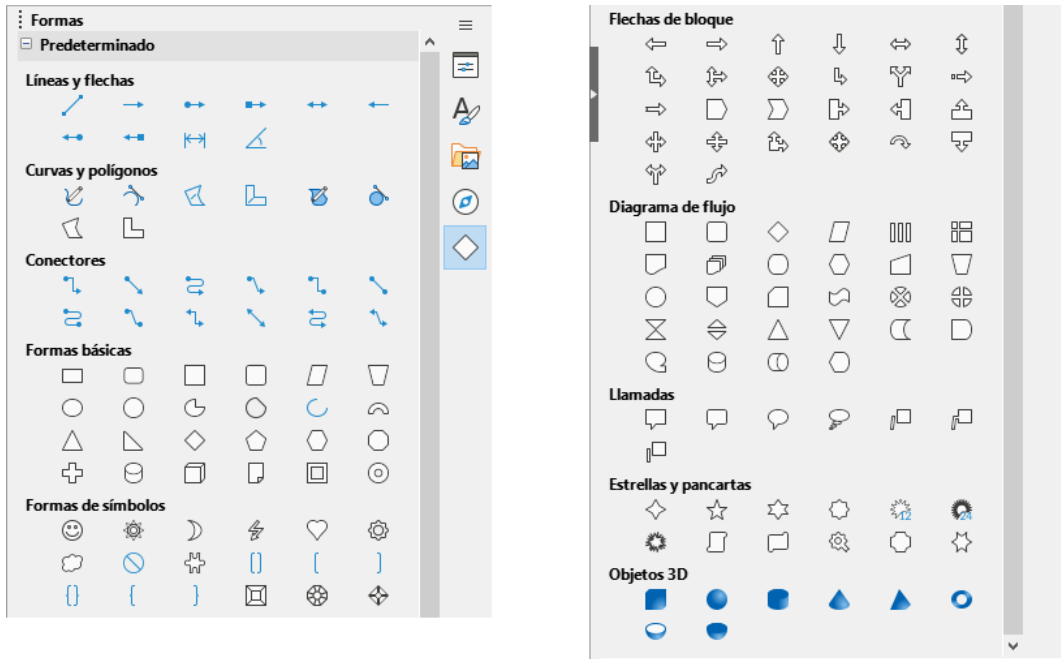 Formas
Predeterminado
Líneas y flechas
Curvas y polígonos
Conectores
Formas básicas
Formas de símbolos
Flechas de bloque
Diagrama de flujo
Llamadas
Estrellas y pancartas
12
24
Objetos 3D